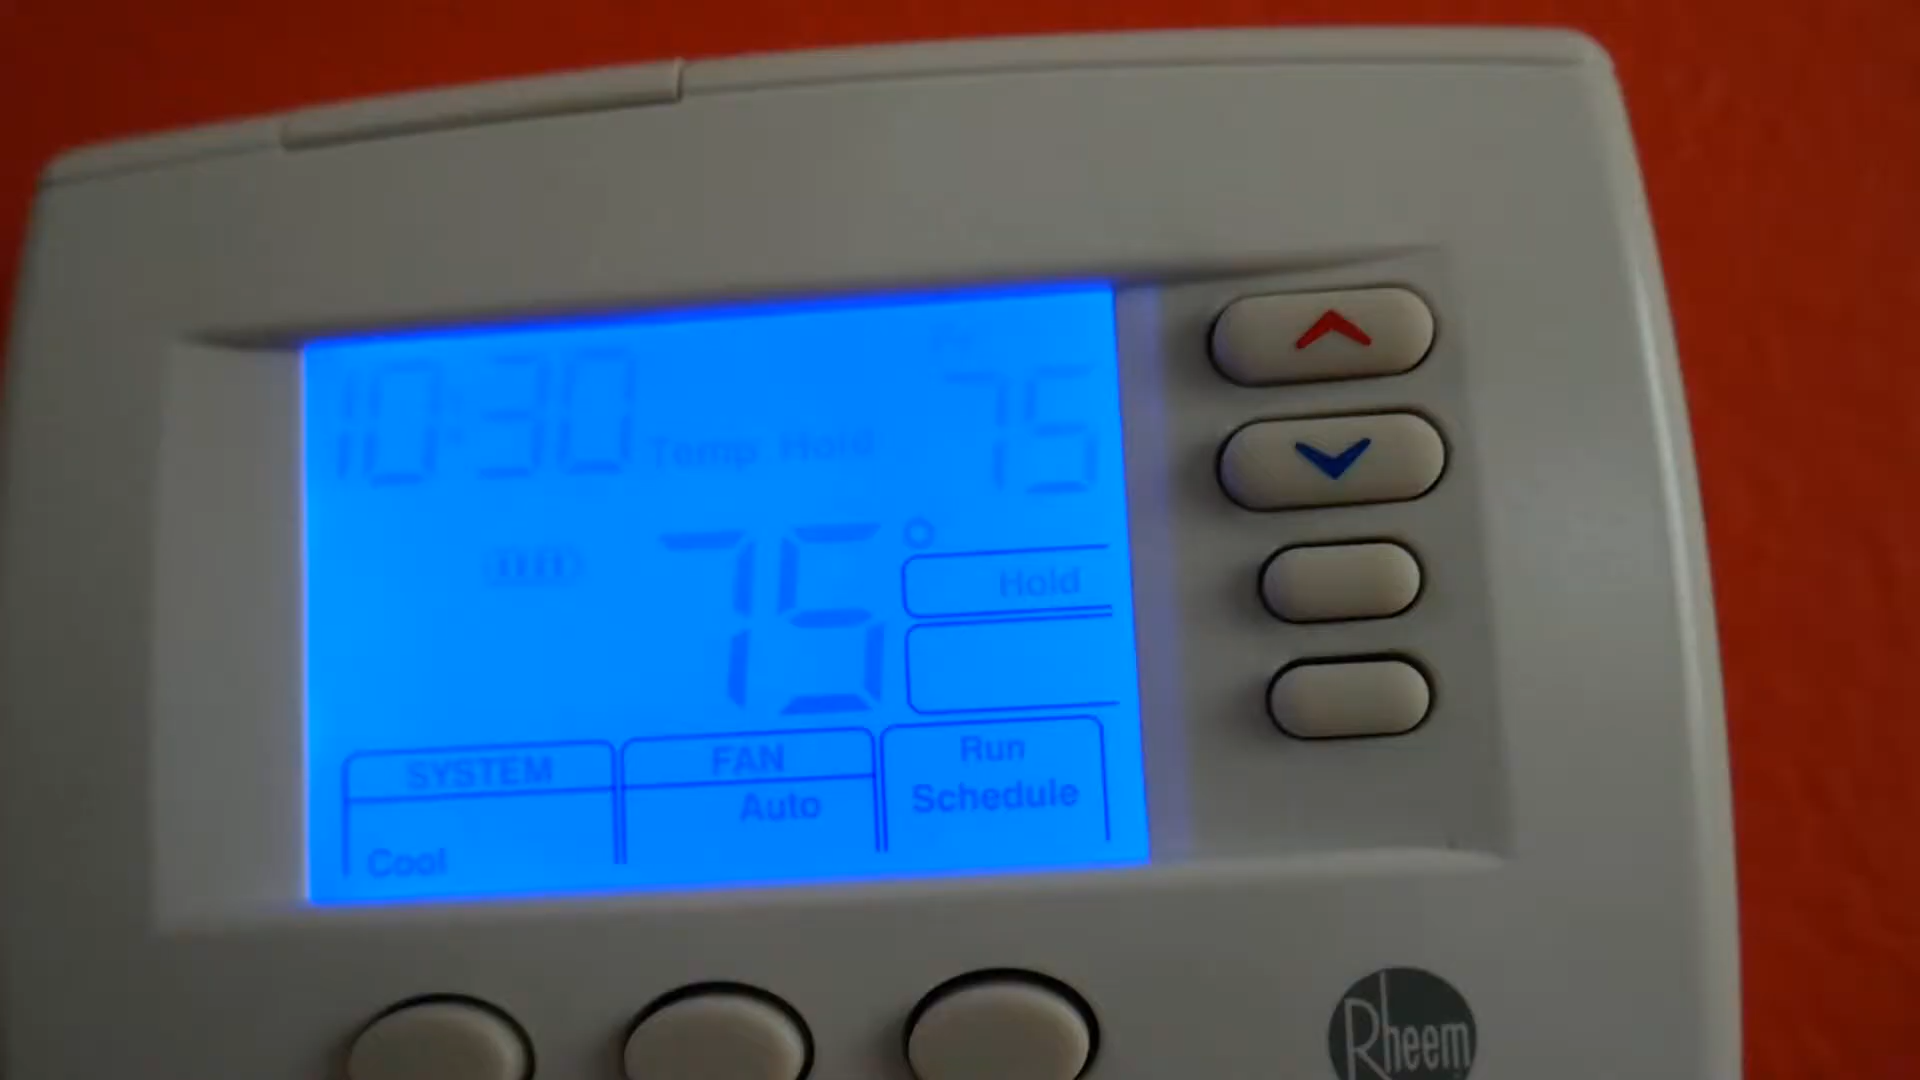 10:30 Temp Hold 75
75°
Hold
SYSTEM FAN Run
Auto Schedule
Cool
Rheem